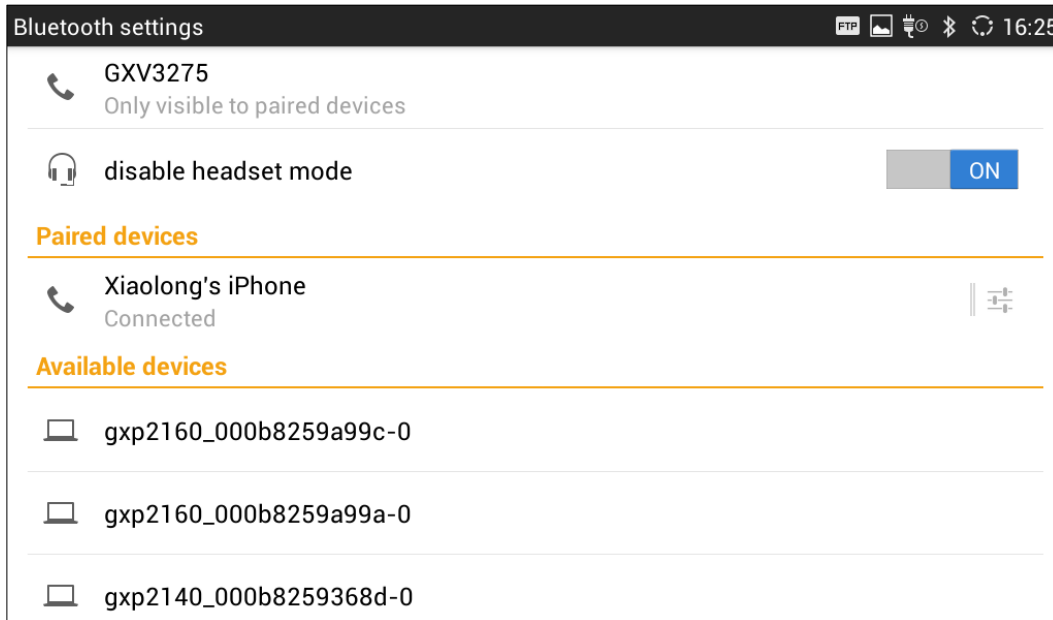 Bluetooth settings FTP 16:25
GXV3275
Only visible to paired devices
disable headset mode ON
Paired devices
Xiaolong's iPhone
Connected
Available devices
gxp2160_000b8259a99c-0
gxp2160_000b8259a99a-0
gxp2140_000b8259368d-0